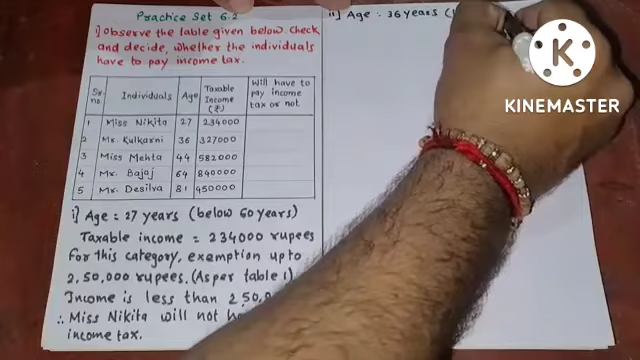 Practice Set 6.2
1] Observe the table given below. Check
and decide, whether the individuals
have to pay income tax.
Sr. no. Individuals Age Taxable Income (₹) Will have to pay income tax or not
1 Miss Nikita 27 234000
2 Mr. Kulkarni 36 327000
3 Miss Mehta 44 582000
4 Mr. Bajaj 64 840000
5 Mr. Desilva 81 450000
i] Age = 27 years (below 60 years)
Taxable income = 234000 rupees
For this category, exemption upto
2,50,000 rupees. (As per table 1)
Income is less than 2,50,0
∴ Miss Nikita will not
income tax.
ii] Age = 36 years (
K
KINEMASTER